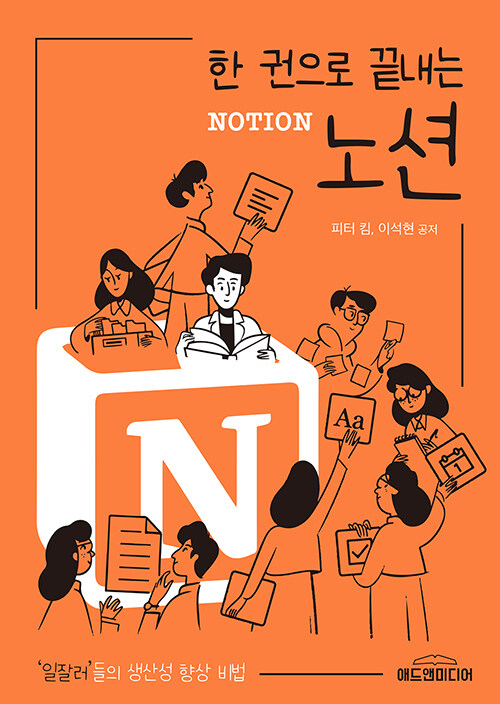 한 권으로 끝내는
NOTION
노션
피터 킴, 이석현 공저
Aa
1
N
'일잘러'들의 생산성 향상 비법
애드앤미디어